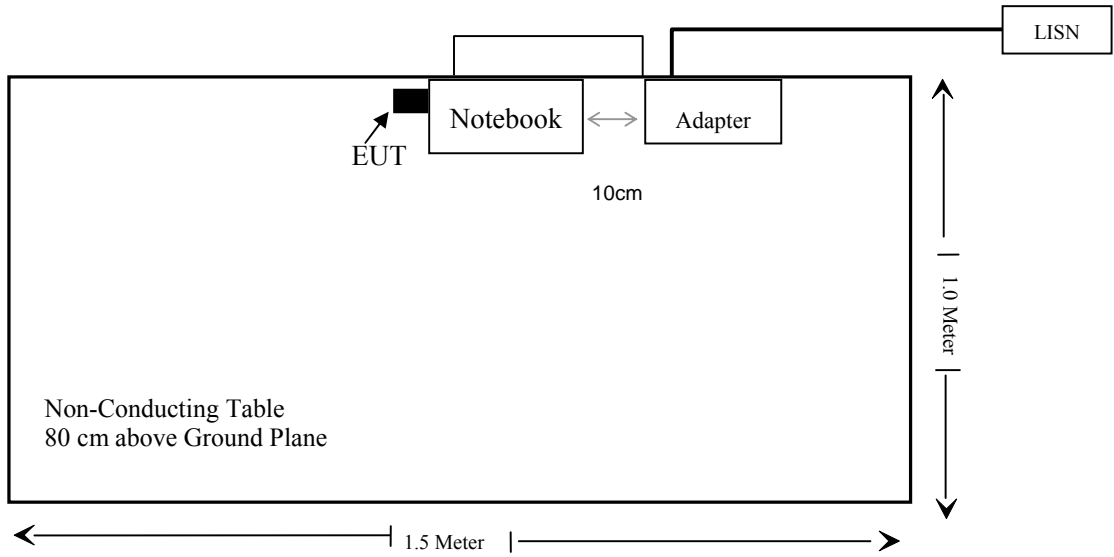 LISN
Notebook
Adapter
EUT
10cm
1.0 Meter
Non-Conducting Table
80 cm above Ground Plane
1.5 Meter